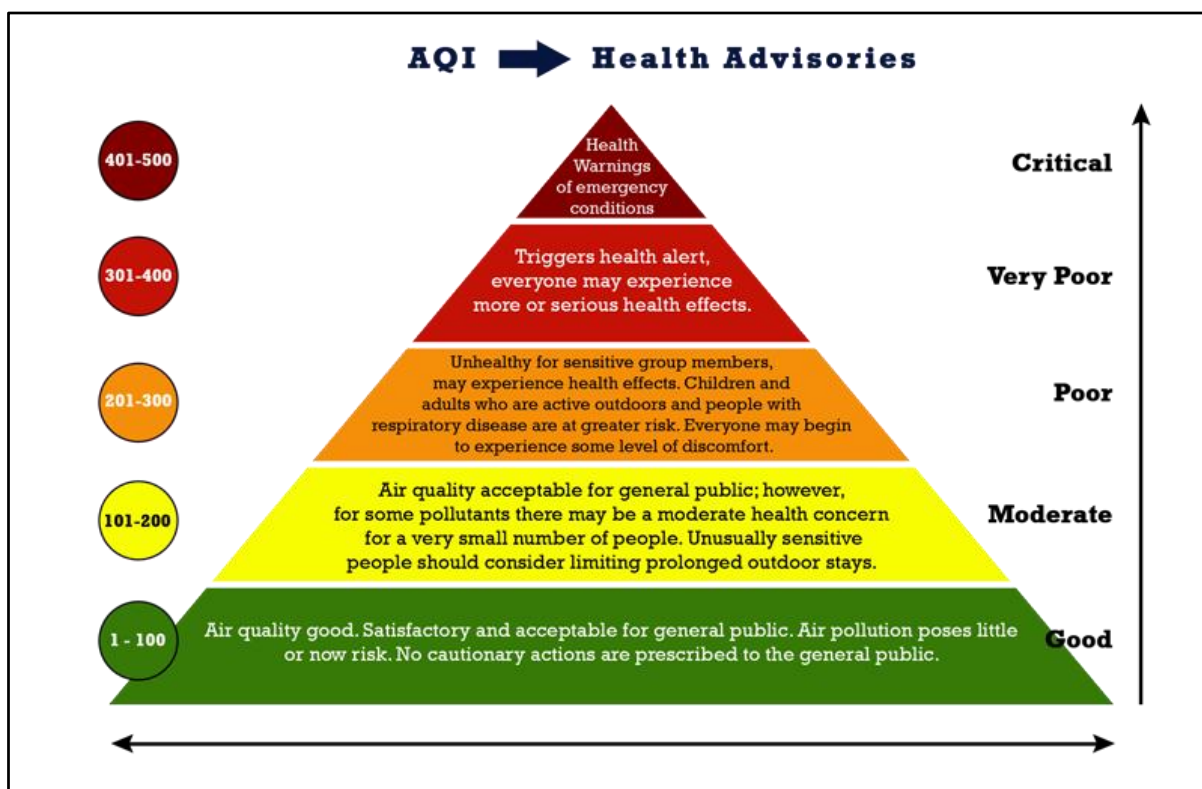 AQI Health Advisories
401-500
Health
Warnings
of emergency
conditions
Critical
301-400
Triggers health alert,
everyone may experience
more or serious health effects.
Very Poor
201-300
Unhealthy for sensitive group members,
may experience health effects. Children and
adults who are active outdoors and people with
respiratory disease are at greater risk. Everyone may begin
to experience some level of discomfort.
Poor
101-200
Air quality acceptable for general public; however,
for some pollutants there may be a moderate health concern
for a very small number of people. Unusually sensitive
people should consider limiting prolonged outdoor stays.
Moderate
1 - 100
Air quality good. Satisfactory and acceptable for general public. Air pollution poses little
or now risk. No cautionary actions are prescribed to the general public.
Good